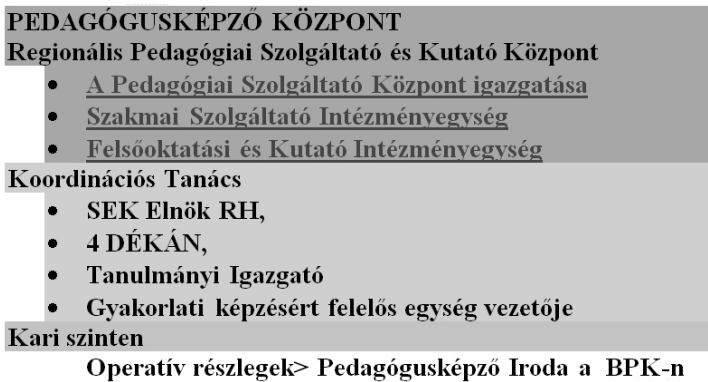 PEDAGÓGUSKÉPZŐ KÖZPONT
Regionális Pedagógiai Szolgáltató és Kutató Központ
• A Pedagógiai Szolgáltató Központ igazgatása
• Szakmai Szolgáltató Intézményegység
• Felsőoktatási és Kutató Intézményegység
Koordinációs Tanács
• SEK Elnök RH,
• 4 DÉKÁN,
• Tanulmányi Igazgató
• Gyakorlati képzésért felelős egység vezetője
Kari szinten
Operatív részlegek> Pedagógusképző Iroda a BPK-n